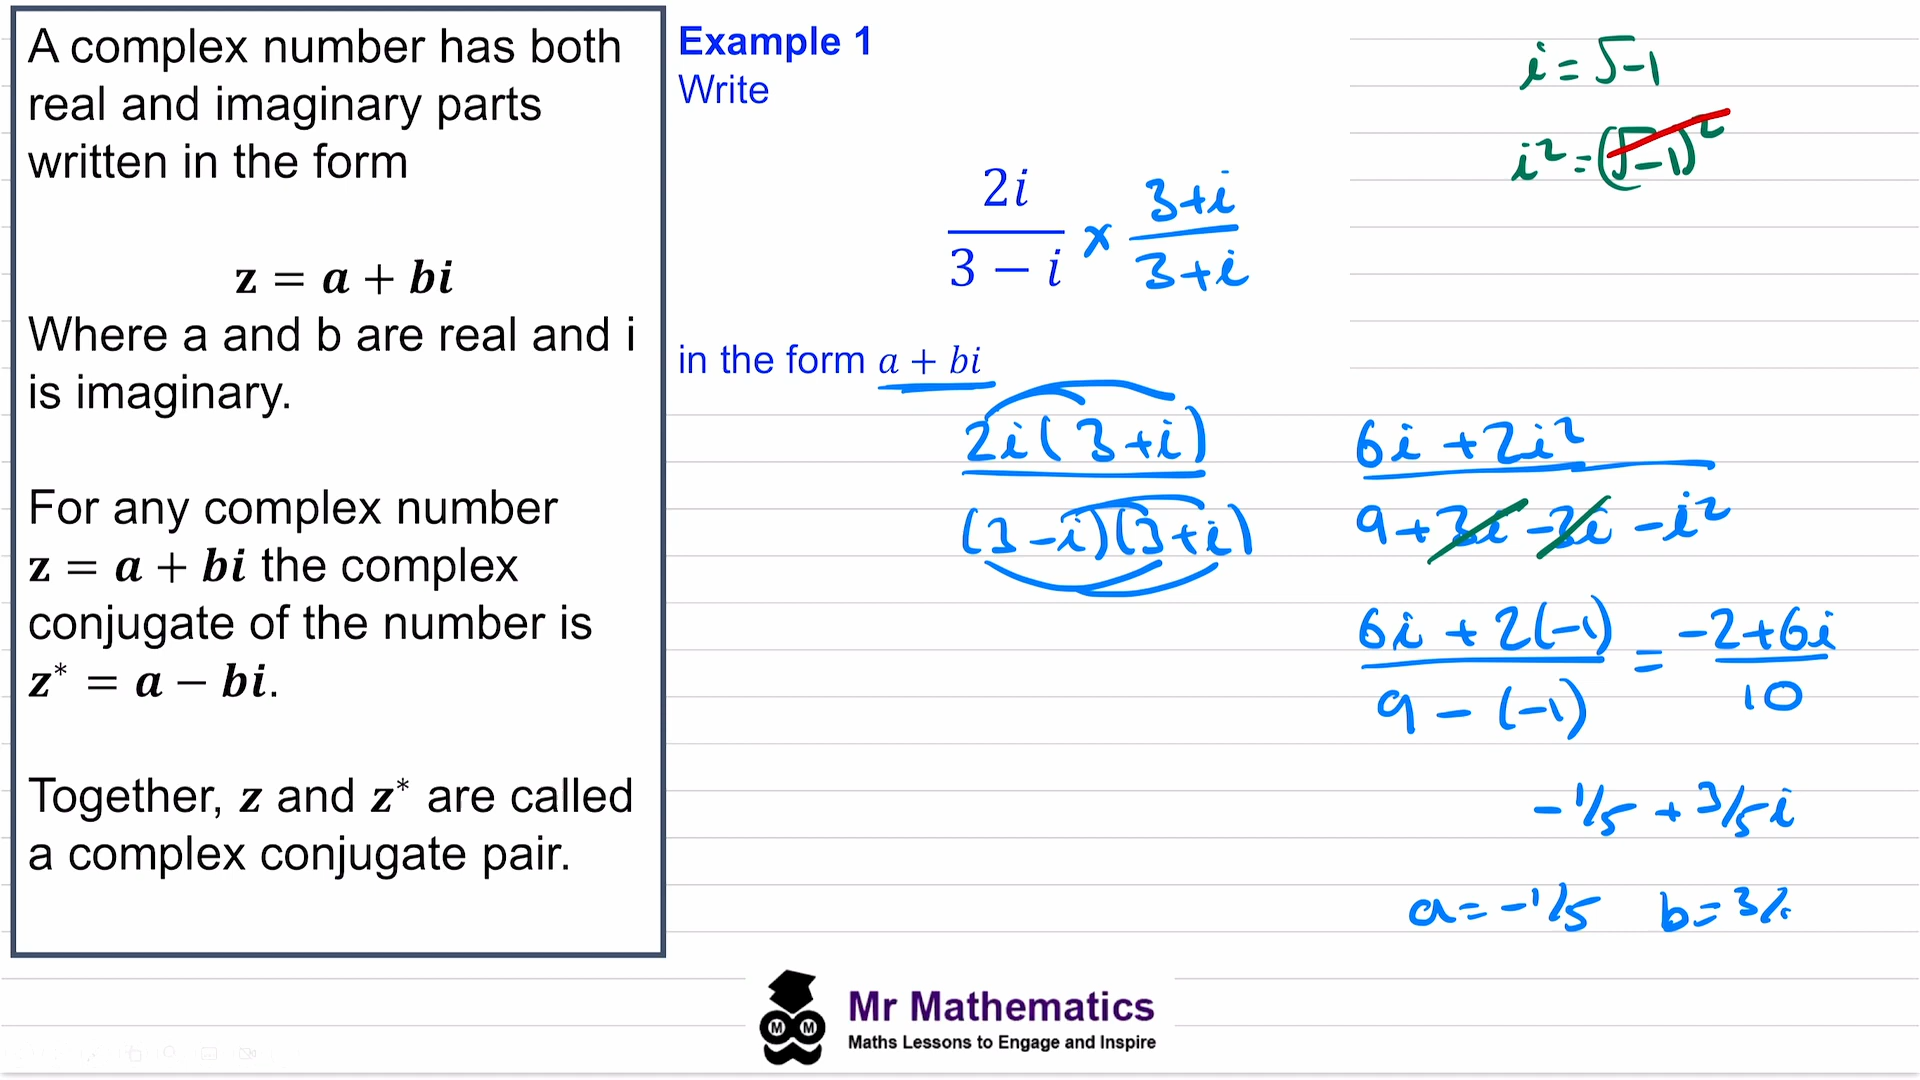 A complex number has both
real and imaginary parts
written in the form
z = a + bi
Where a and b are real and i
is imaginary.
For any complex number
z = a + bi the complex
conjugate of the number is
z* = a − bi.
Together, z and z* are called
a complex conjugate pair.
Example 1
Write
2i / 3 − i × 3+i / 3+i
in the form a + bi
2i(3+i) / (3−i)(3+i)
i = √−1
i² = (√−1)²
6i + 2i² / 9 + 3i − 3i − i²
6i + 2(−1) / 9 − (−1) = −2+6i / 10
−1/5 + 3/5 i
a = −1/5 b = 3/
M M
Mr Mathematics
Maths Lessons to Engage and Inspire